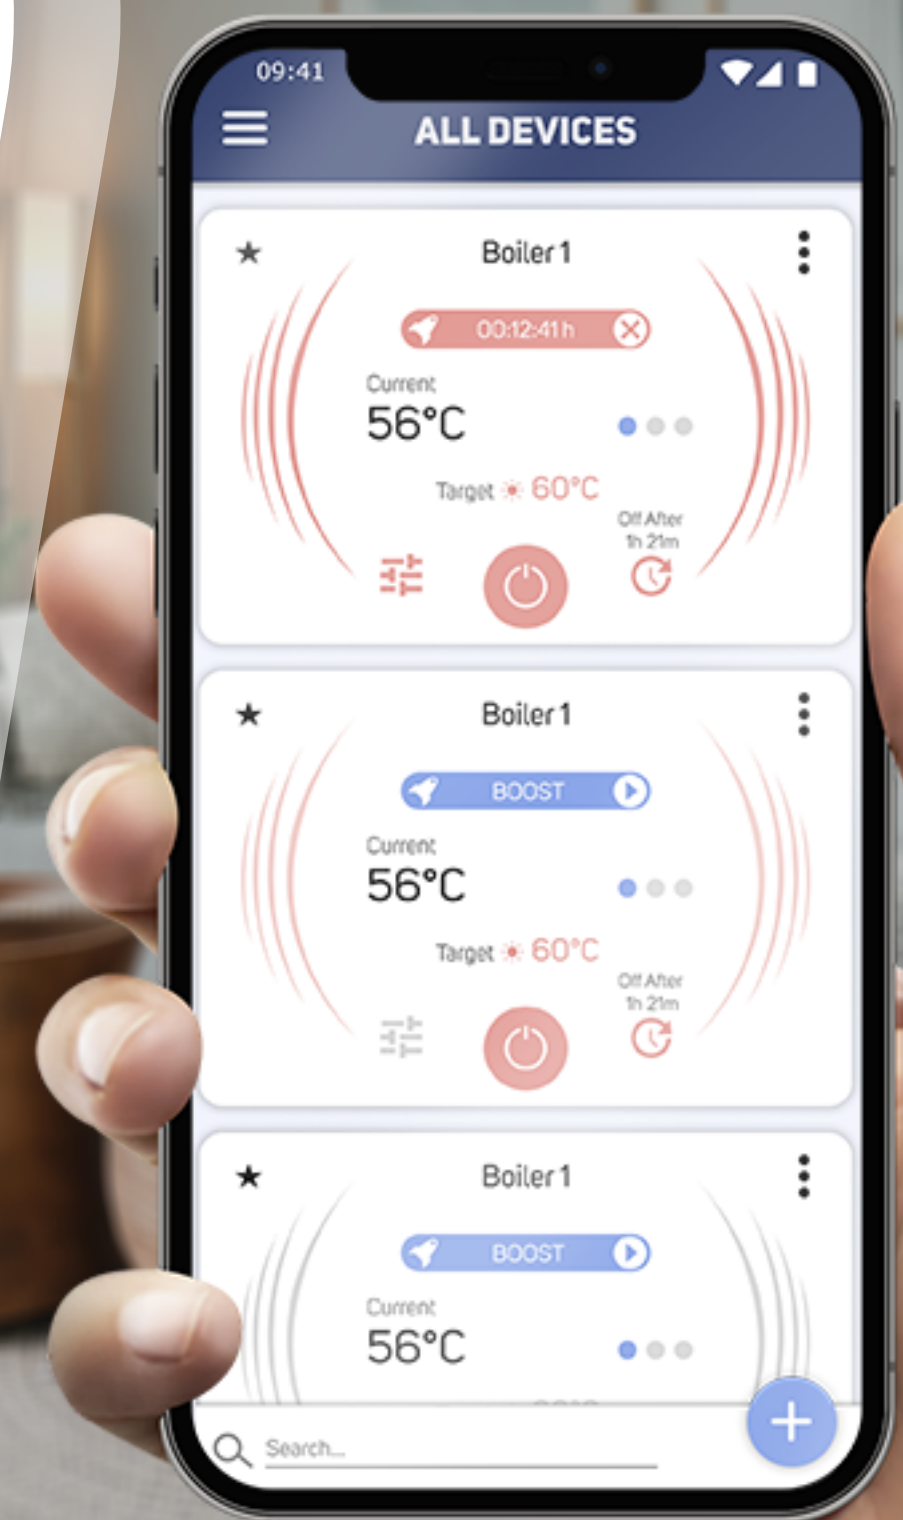 09:41
ALL DEVICES
Boiler 1
00:12:41 h
Current
56°C
Target 60°C
Off After
1h 21m
Boiler 1
BOOST
Current
56°C
Target 60°C
Off After
1h 21m
Boiler 1
BOOST
Current
56°C
Search...